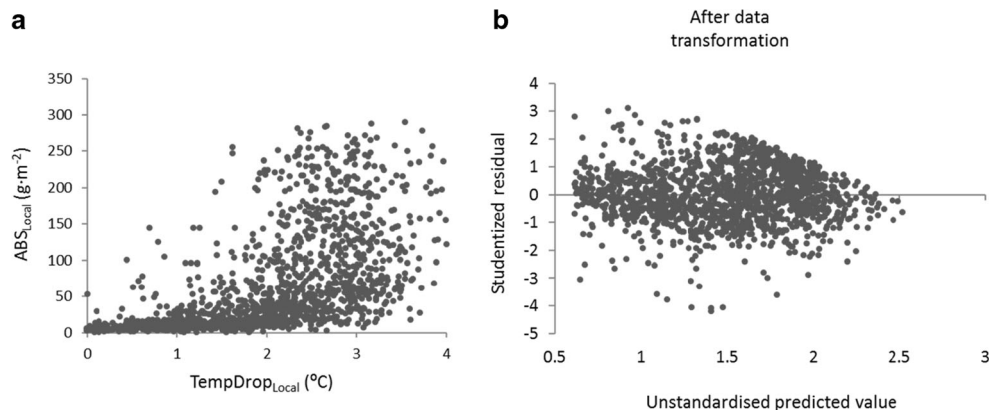 a
350
300
250
200
150
100
50
0
ABSLocal (g·m-2)
0 1 2 3 4
TempDropLocal (ºC)
b
After data
transformation
4
3
2
1
0
-1
-2
-3
-4
-5
Studentized residual
0.5 1 1.5 2 2.5 3
Unstandardised predicted value